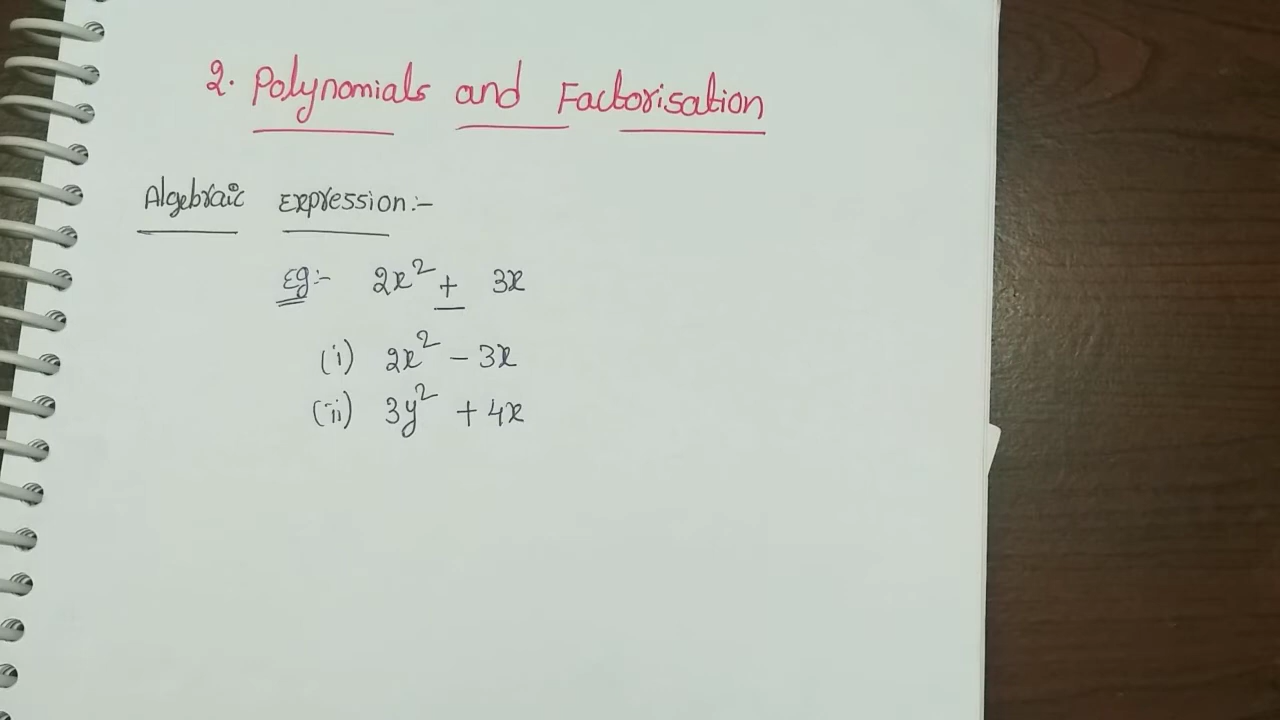 2. Polynomials and Factorisation
Algebraic Expression:-
Eg:- 2x² + 3x
(i) 2x² - 3x
(ii) 3y² + 4x